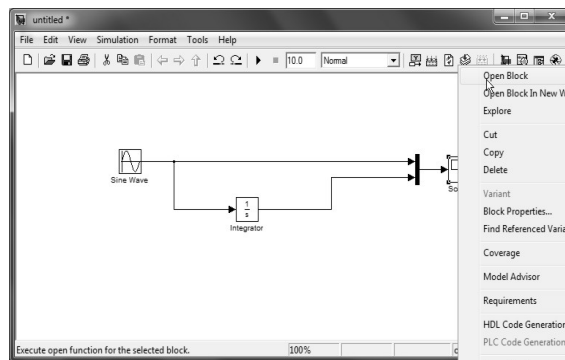 untitled *
File Edit View Simulation Format Tools Help
10.0 Normal
Open Block
Open Block In New W
Explore
Cut
Copy
Delete
Variant
Block Properties...
Find Referenced Varia
Coverage
Model Advisor
Requirements
HDL Code Generation
PLC Code Generation
Sine Wave
1
s
Integrator
Sc
Execute open function for the selected block. 100%